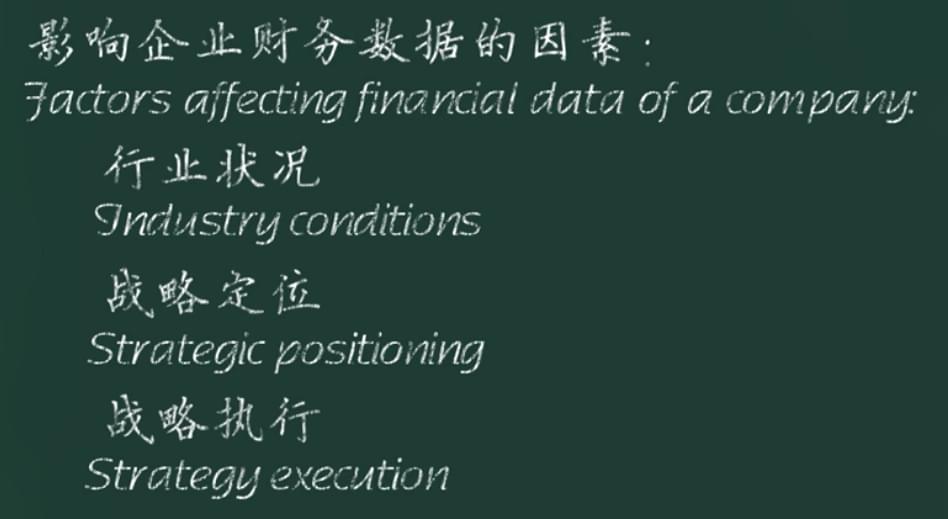 影响企业财务数据的因素：
Factors affecting financial data of a company:
行业状况
Industry conditions
战略定位
Strategic positioning
战略执行
Strategy execution